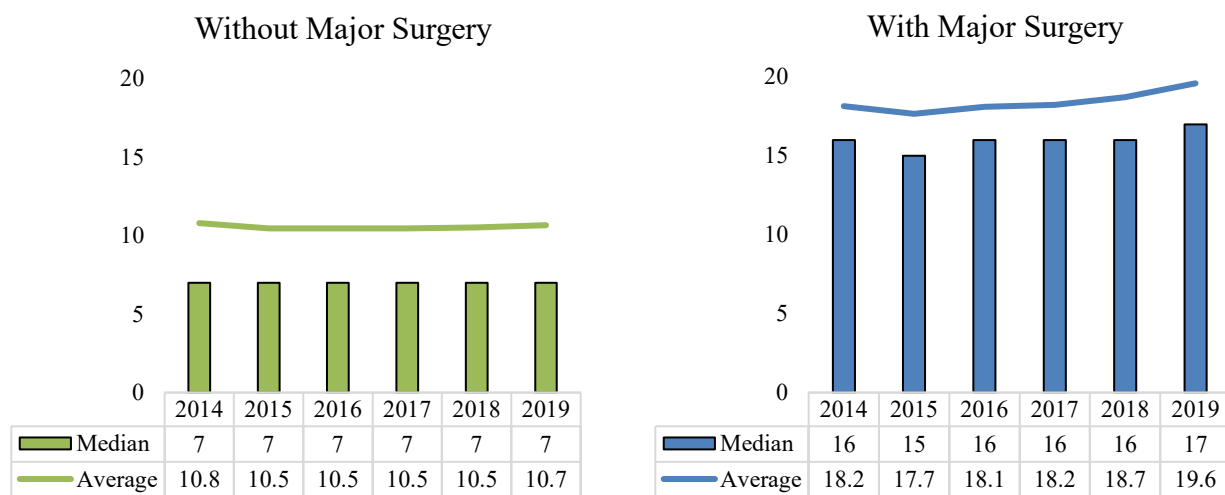 Without Major Surgery
20
15
10
5
0
2014 2015 2016 2017 2018 2019
Median 7 7 7 7 7 7
Average 10.8 10.5 10.5 10.5 10.5 10.7
With Major Surgery
20
15
10
5
0
2014 2015 2016 2017 2018 2019
Median 16 15 16 16 16 17
Average 18.2 17.7 18.1 18.2 18.7 19.6